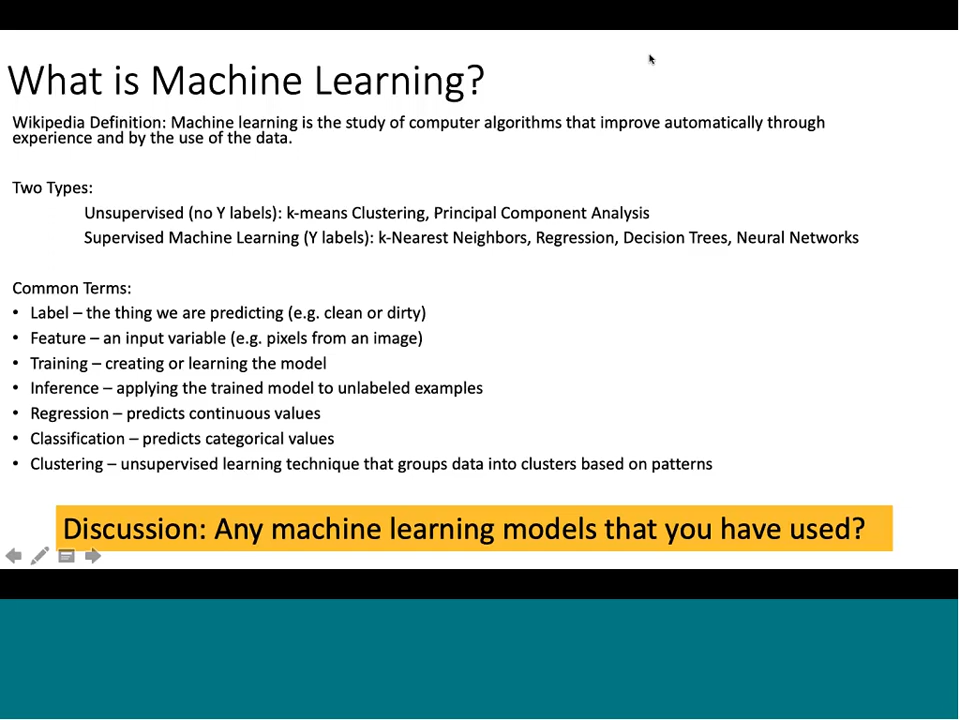 What is Machine Learning?
Wikipedia Definition: Machine learning is the study of computer algorithms that improve automatically through
experience and by the use of the data.
Two Types:
Unsupervised (no Y labels): k-means Clustering, Principal Component Analysis
Supervised Machine Learning (Y labels): k-Nearest Neighbors, Regression, Decision Trees, Neural Networks
Common Terms:
• Label – the thing we are predicting (e.g. clean or dirty)
• Feature – an input variable (e.g. pixels from an image)
• Training – creating or learning the model
• Inference – applying the trained model to unlabeled examples
• Regression – predicts continuous values
• Classification – predicts categorical values
• Clustering – unsupervised learning technique that groups data into clusters based on patterns
Discussion: Any machine learning models that you have used?